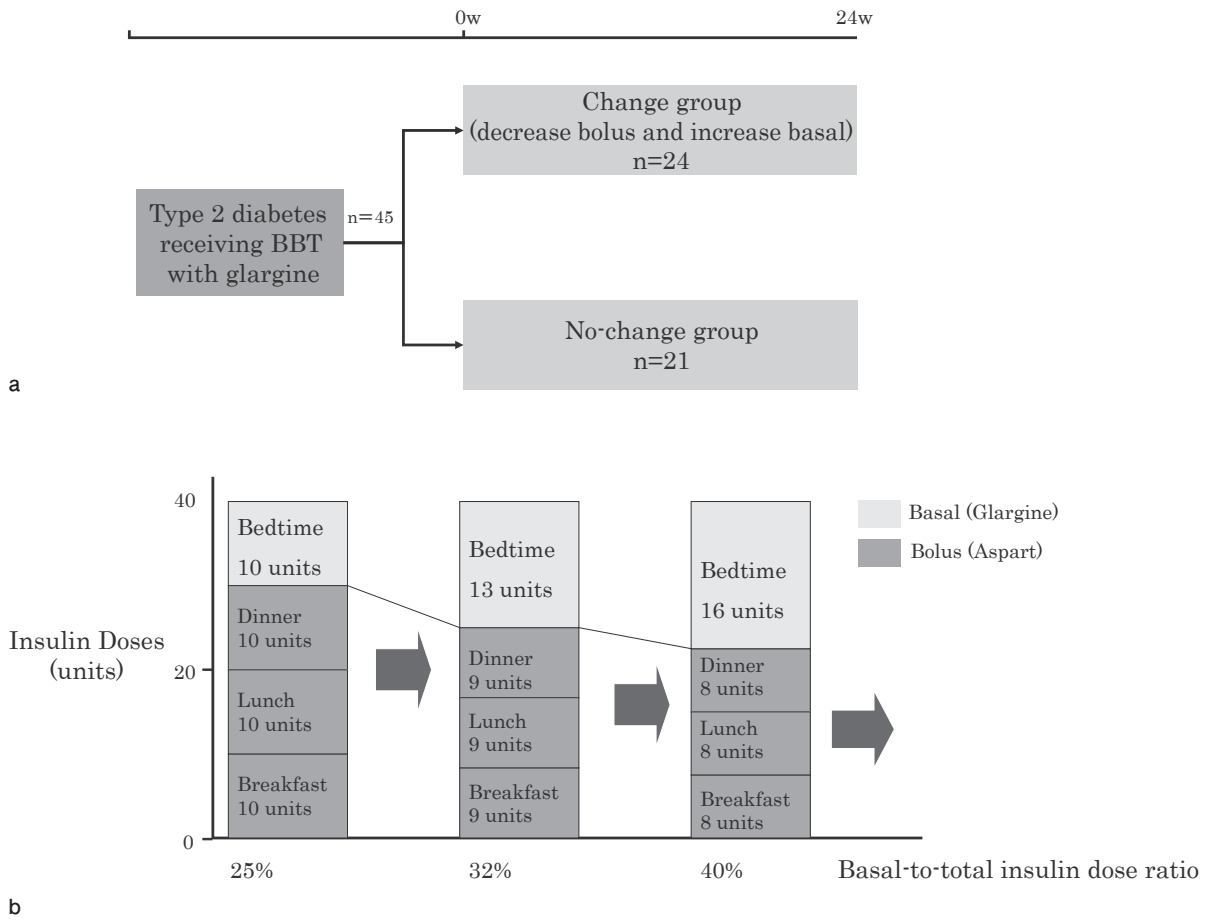 0w
24w
Change group
(decrease bolus and increase basal)
n=24
Type 2 diabetes
receiving BBT
with glargine
n=45
No-change group
n=21
a
40
20
0
Insulin Doses
(units)
Bedtime
10 units
Dinner
10 units
Lunch
10 units
Breakfast
10 units
Bedtime
13 units
Dinner
9 units
Lunch
9 units
Breakfast
9 units
Bedtime
16 units
Dinner
8 units
Lunch
8 units
Breakfast
8 units
Basal (Glargine)
Bolus (Aspart)
25%
32%
40%
Basal-to-total insulin dose ratio
b